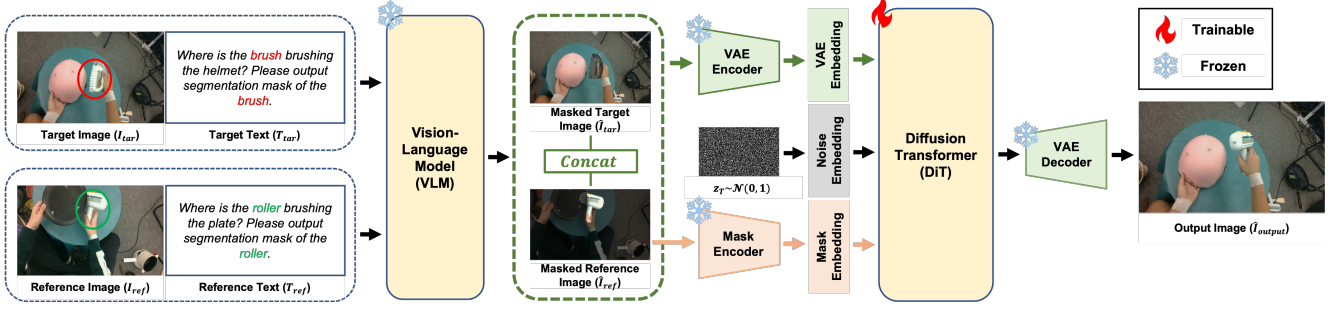 Where is the brush brushing
the helmet? Please output
segmentation mask of the
brush.
Target Image (I_tar)
Target Text (T_tar)
Where is the roller brushing
the plate? Please output
segmentation mask of the
roller.
Reference Image (I_ref)
Reference Text (T_ref)
Vision-
Language
Model
(VLM)
Masked Target
Image (Î_tar)
Concat
Masked Reference
Image (Î_ref)
VAE
Encoder
VAE
Embedding
z_T~𝒩(0, 1)
Noise
Embedding
Mask
Encoder
Mask
Embedding
Diffusion
Transformer
(DiT)
VAE
Decoder
Trainable
Frozen
Output Image (Î_output)